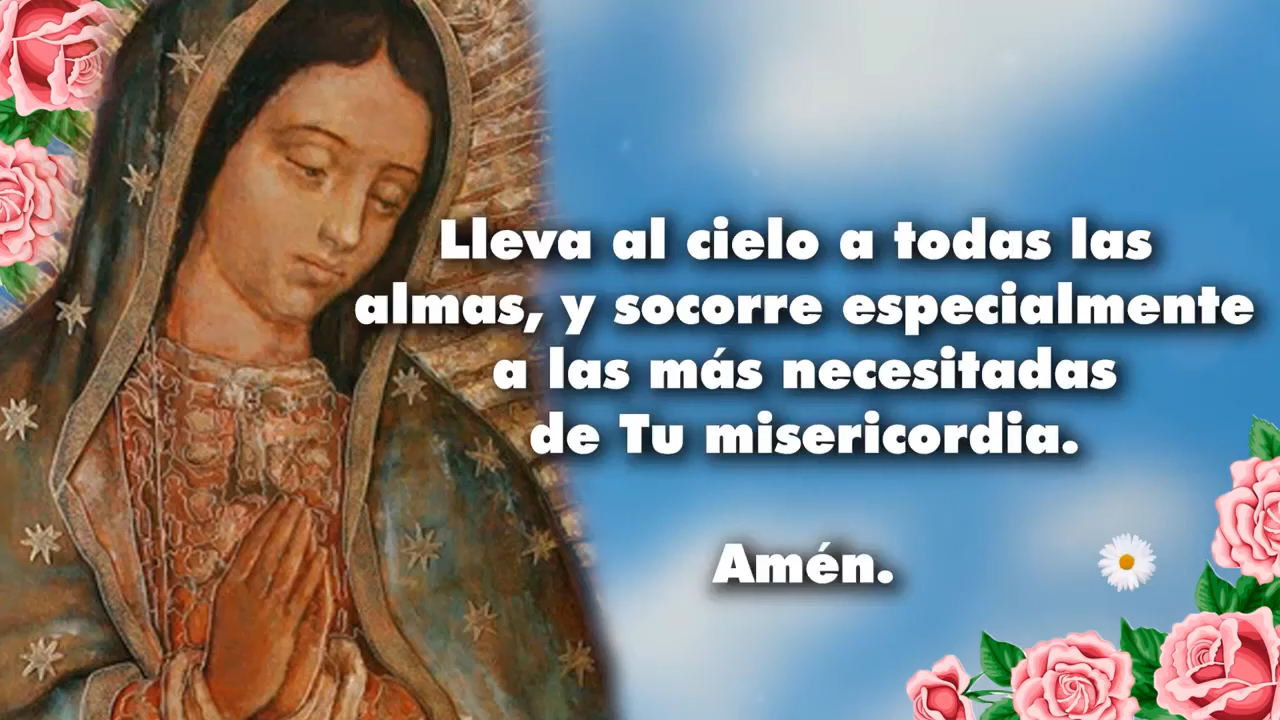 Lleva al cielo a todas las
almas, y socorre especialmente
a las más necesitadas
de Tu misericordia.
Amén.